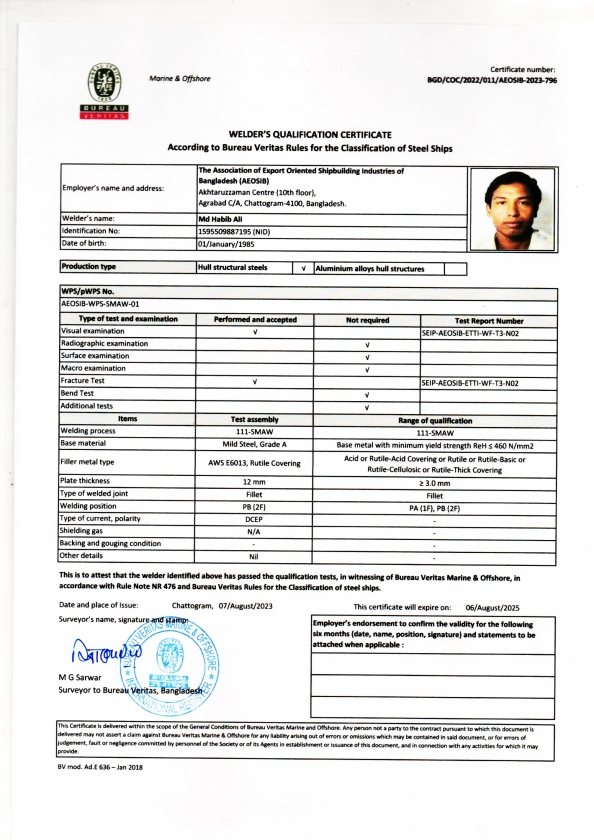 Marine & Offshore
Certificate number:
BGD/COC/2022/011/AEOSIB-2023-796
BUREAU
VERITAS
WELDER'S QUALIFICATION CERTIFICATE
According to Bureau Veritas Rules for the Classification of Steel Ships
Employer's name and address:
The Association of Export Oriented Shipbuilding Industries of
Bangladesh (AEOSIB)
Akhtaruzzaman Centre (10th floor),
Agrabad C/A, Chattogram-4100, Bangladesh.
Welder's name: Md Habib Ali
Identification No: 1595509887195 (NID)
Date of birth: 01/January/1985
Production type Hull structural steels √ Aluminium alloys hull structures
WPS/pWPS No.
AEOSIB-WPS-SMAW-01
Type of test and examination Performed and accepted Not required Test Report Number
Visual examination √ SEIP-AEOSIB-ETTI-WF-T3-N02
Radiographic examination √
Surface examination √
Macro examination √
Fracture Test √ SEIP-AEOSIB-ETTI-WF-T3-N02
Bend Test √
Additional tests √
Items Test assembly Range of qualification
Welding process 111-SMAW 111-SMAW
Base material Mild Steel, Grade A Base metal with minimum yield strength ReH ≤ 460 N/mm2
Filler metal type AWS E6013, Rutile Covering Acid or Rutile-Acid Covering or Rutile or Rutile-Basic or
Rutile-Cellulosic or Rutile-Thick Covering
Plate thickness 12 mm ≥ 3.0 mm
Type of welded joint Fillet Fillet
Welding position PB (2F) PA (1F), PB (2F)
Type of current, polarity DCEP -
Shielding gas N/A -
Backing and gouging condition - -
Other details Nil -
This is to attest that the welder identified above has passed the qualification tests, in witnessing of Bureau Veritas Marine & Offshore, in
accordance with Rule Note NR 476 and Bureau Veritas Rules for the Classification of steel ships.
Date and place of issue: Chattogram, 07/August/2023 This certificate will expire on: 06/August/2025
Surveyor's name, signature and stamp:
BUREAU VERITAS MARINE & OFFSHORE
INTERNATIONAL REGISTER
M G Sarwar
Surveyor to Bureau Veritas, Bangladesh
Employer's endorsement to confirm the validity for the following
six months (date, name, position, signature) and statements to be
attached when applicable :
This Certificate is delivered within the scope of the General Conditions of Bureau Veritas Marine and Offshore. Any person not a party to the contract pursuant to which this document is
delivered may not assert a claim against Bureau Veritas Marine & Offshore for any liability arising out of errors or omissions which may be contained in said document, or for errors of
judgement, fault or negligence committed by personnel of the Society or of its Agents in establishment or issuance of this document, and in connection with any activities for which it may
provide.
BV mod. Ad.E 636 – Jan 2018